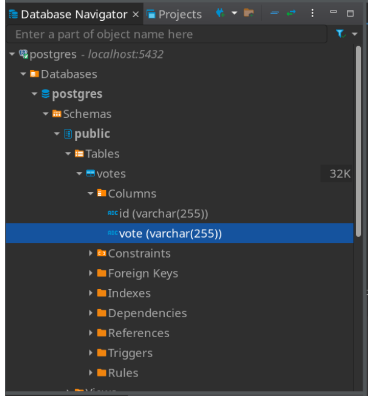 Database Navigator × Projects
Enter a part of object name here
postgres - localhost:5432
Databases
postgres
Schemas
public
Tables
votes 32K
Columns
id (varchar(255))
vote (varchar(255))
Constraints
Foreign Keys
Indexes
Dependencies
References
Triggers
Rules
Views